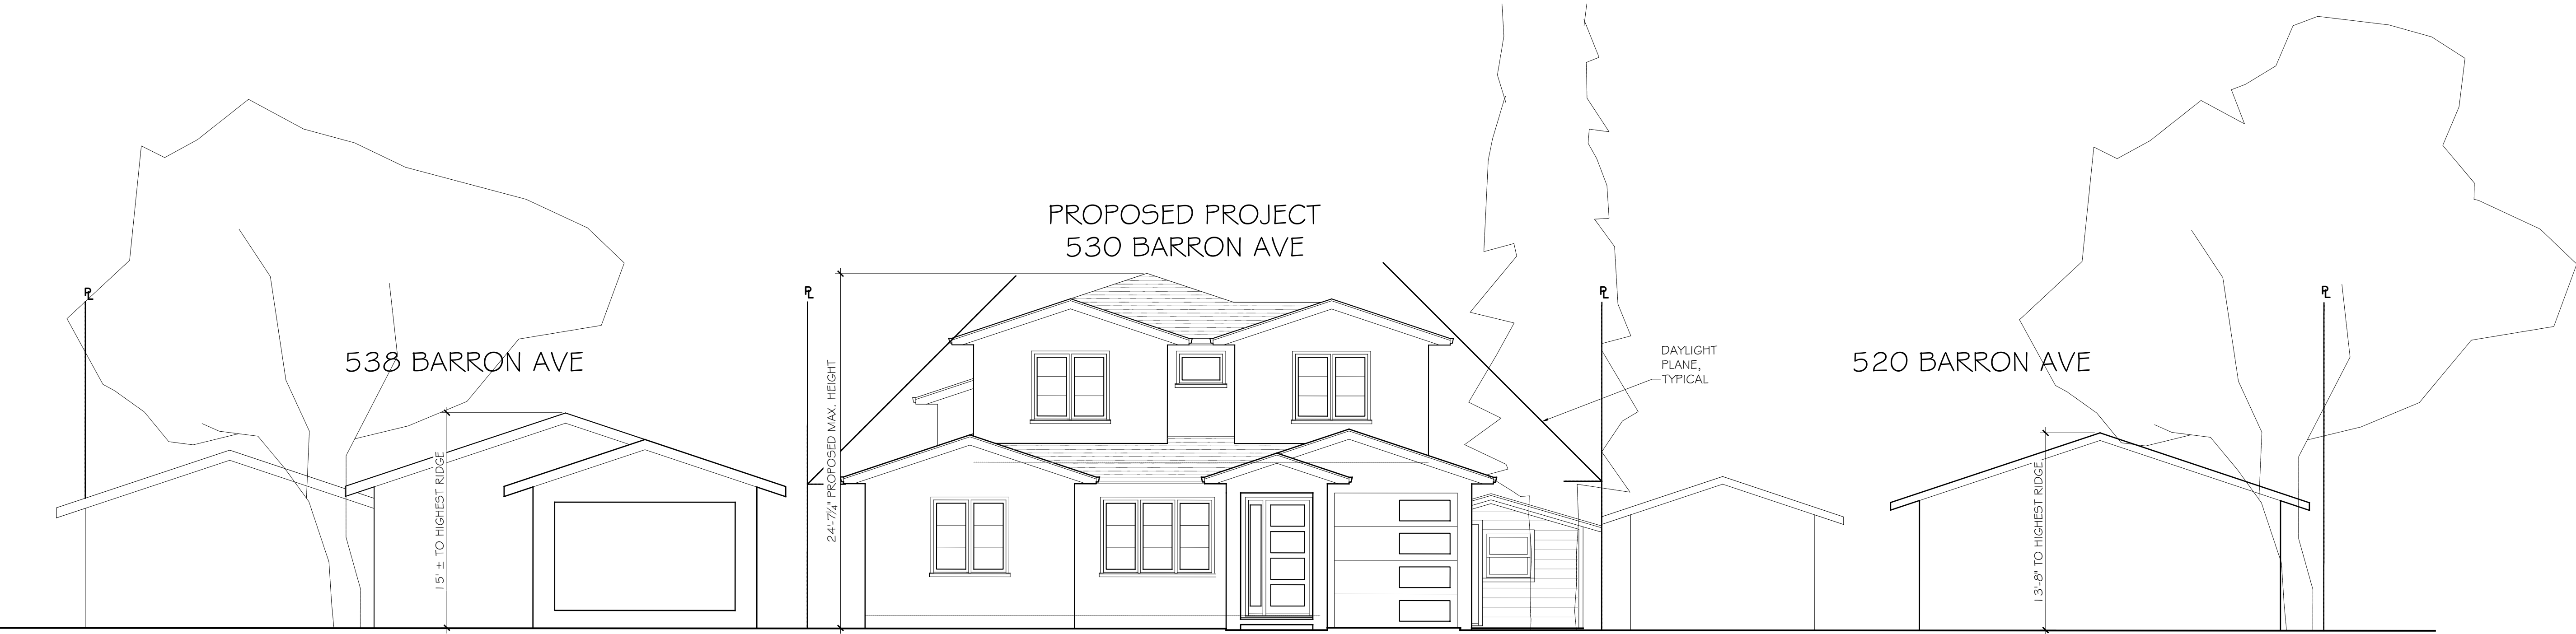 PROPOSED PROJECT
530 BARRON AVE
PL
PL
PL
PL
538 BARRON AVE
DAYLIGHT
PLANE,
TYPICAL
520 BARRON AVE
15' ± TO HIGHEST RIDGE
24'-7¼" PROPOSED MAX. HEIGHT
13'-8" TO HIGHEST RIDGE